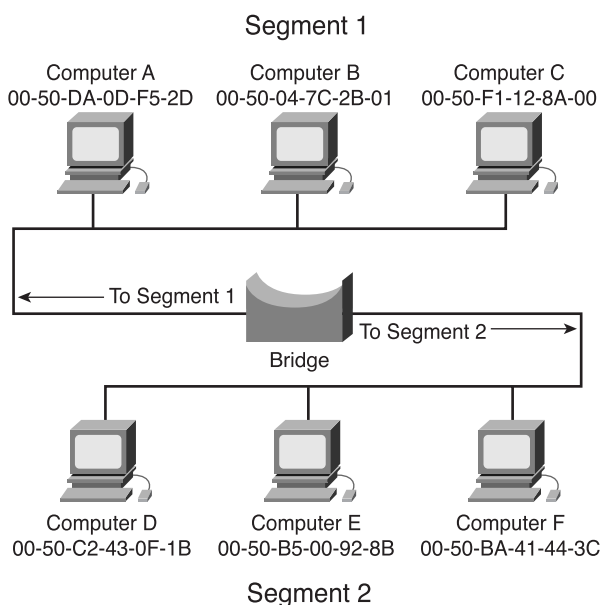 Segment 1
Computer A
00-50-DA-0D-F5-2D
Computer B
00-50-04-7C-2B-01
Computer C
00-50-F1-12-8A-00
To Segment 1
To Segment 2
Bridge
Computer D
00-50-C2-43-0F-1B
Computer E
00-50-B5-00-92-8B
Computer F
00-50-BA-41-44-3C
Segment 2